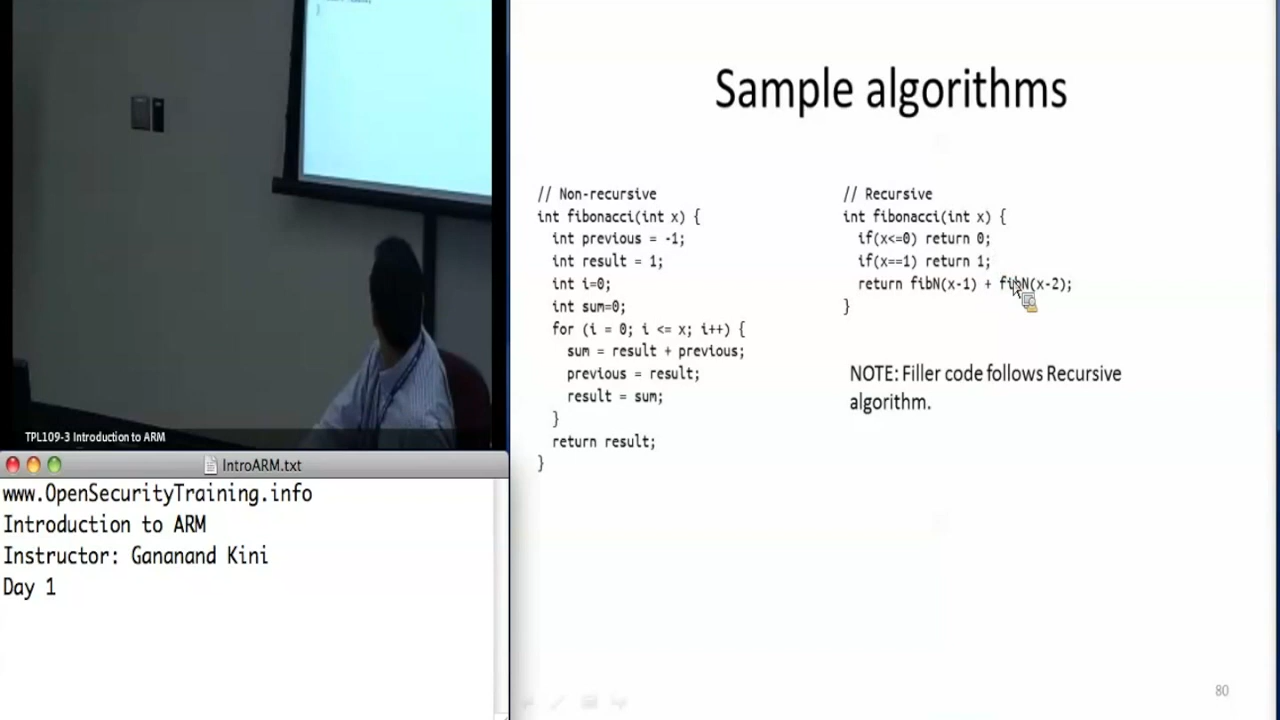 Sample algorithms
// Non-recursive
int fibonacci(int x) {
int previous = -1;
int result = 1;
int i=0;
int sum=0;
for (i = 0; i <= x; i++) {
sum = result + previous;
previous = result;
result = sum;
}
return result;
}
// Recursive
int fibonacci(int x) {
if(x<=0) return 0;
if(x==1) return 1;
return fibN(x-1) + fibN(x-2);
}
NOTE: Filler code follows Recursive
algorithm.
80
TPL109-3 Introduction to ARM
IntroARM.txt
www.OpenSecurityTraining.info
Introduction to ARM
Instructor: Gananand Kini
Day 1